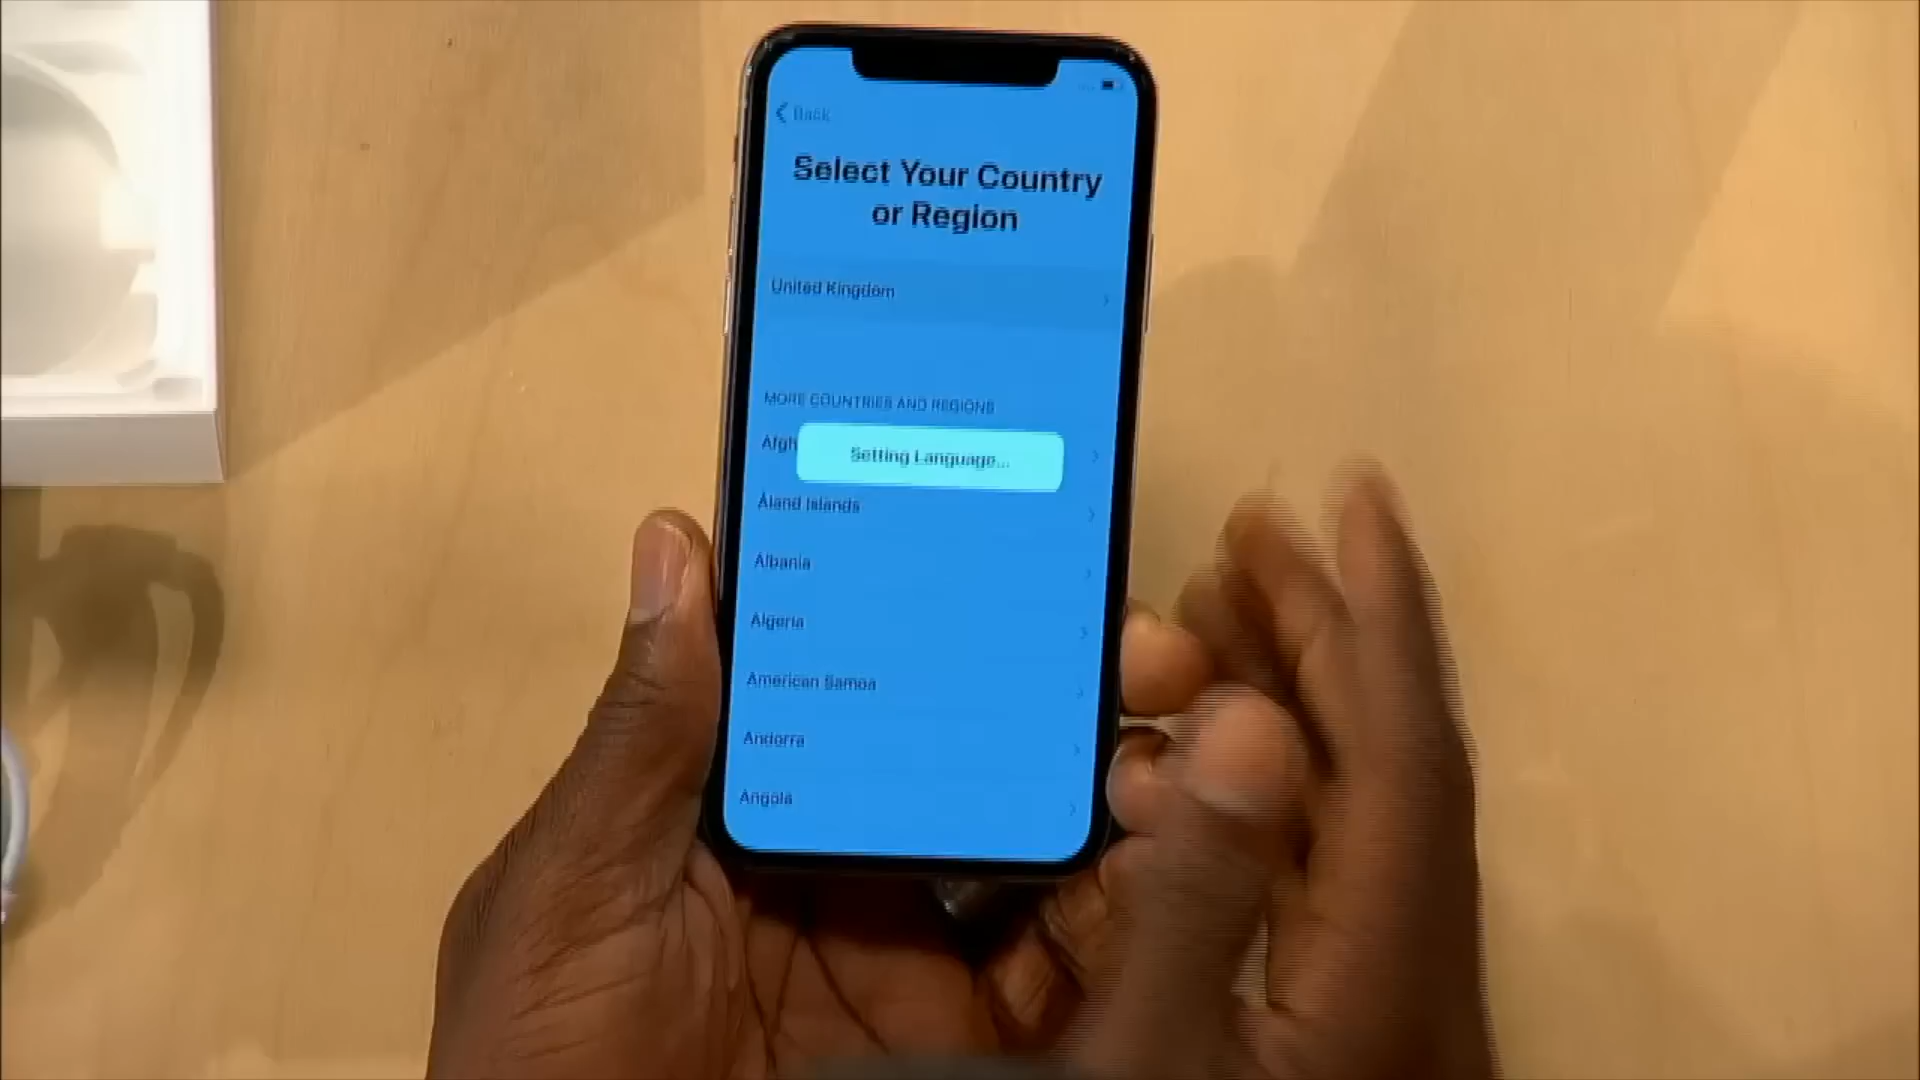 Back
Select Your Country
or Region
United Kingdom
MORE COUNTRIES AND REGIONS
Afgh
Setting Language...
Åland Islands
Albania
Algeria
American Samoa
Andorra
Angola